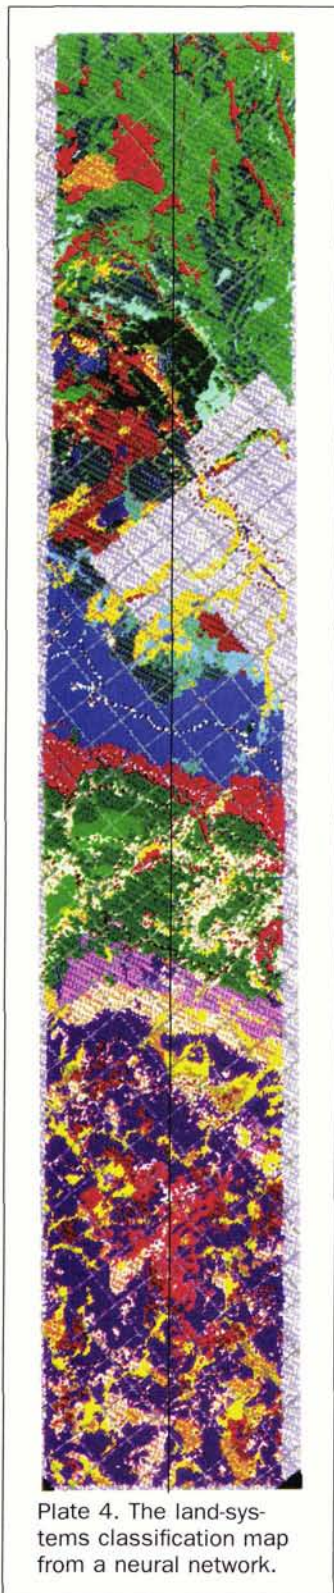 Plate 4. The land-sys-
tems classification map
from a neural network.